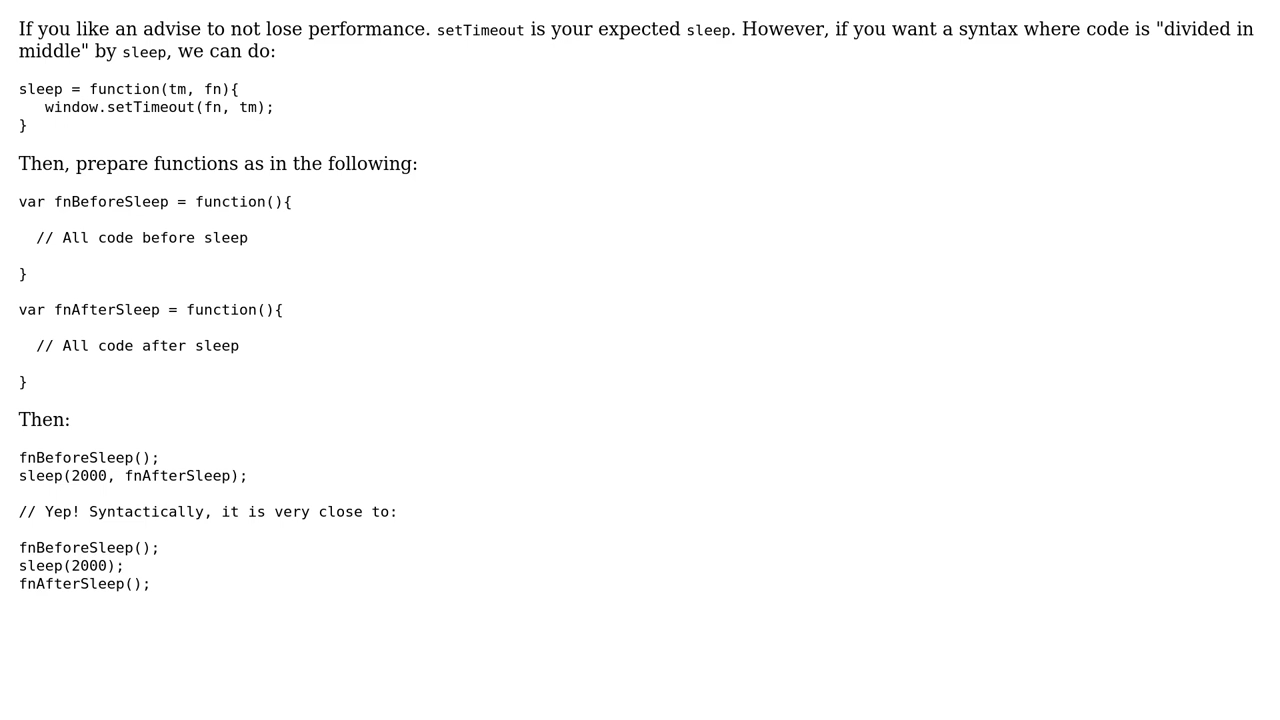 If you like an advise to not lose performance. setTimeout is your expected sleep. However, if you want a syntax where code is "divided in
middle" by sleep, we can do:
sleep = function(tm, fn){
   window.setTimeout(fn, tm);
}
Then, prepare functions as in the following:
var fnBeforeSleep = function(){
  // All code before sleep
}
var fnAfterSleep = function(){
  // All code after sleep
}
Then:
fnBeforeSleep();
sleep(2000, fnAfterSleep);
// Yep! Syntactically, it is very close to:
fnBeforeSleep();
sleep(2000);
fnAfterSleep();